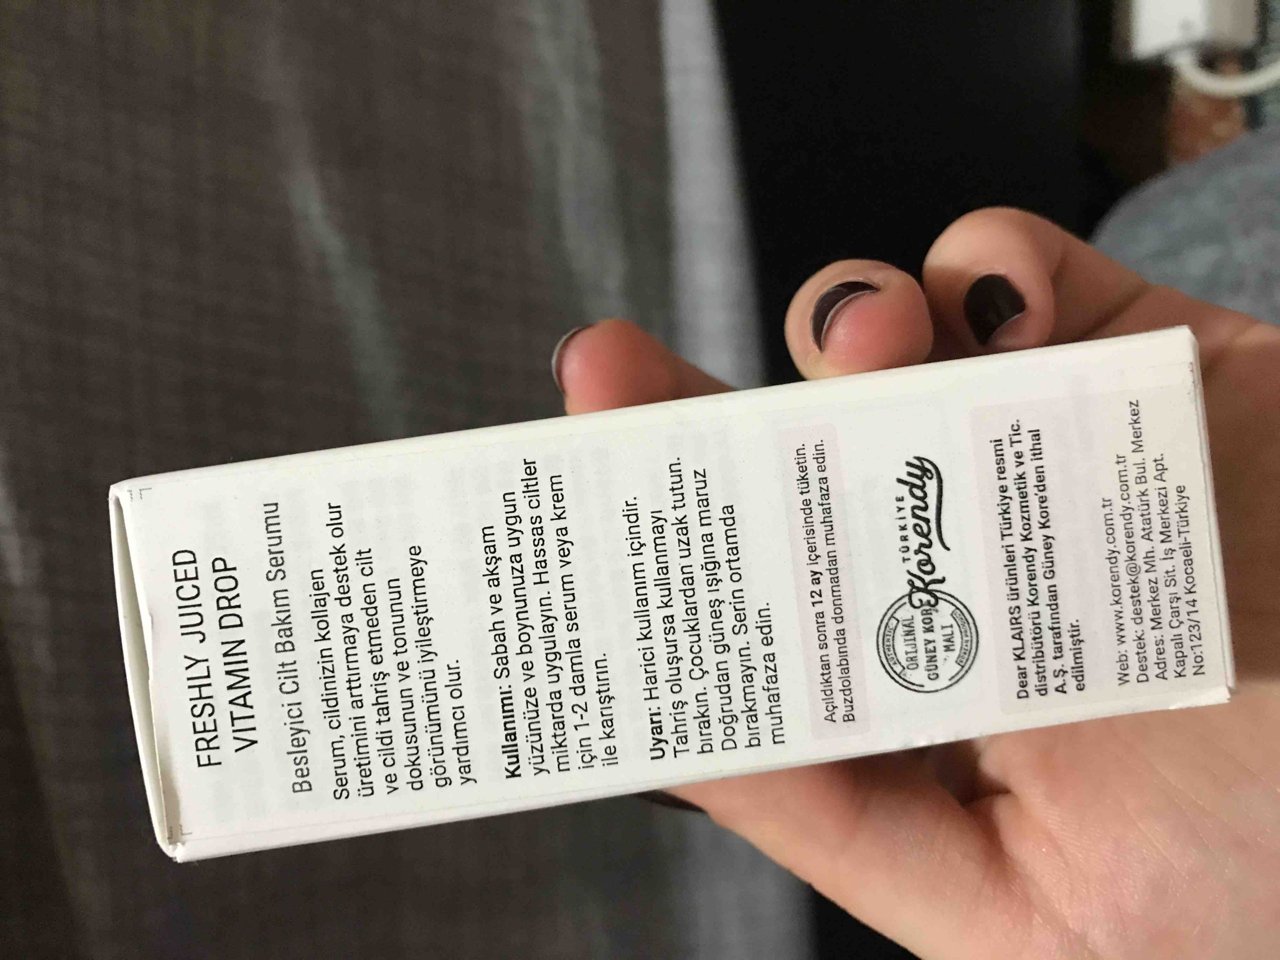 FRESHLY JUICED
VITAMIN DROP
Besleyici Cilt Bakım Serumu
Serum, cildinizin kollajen
üretimini arttırmaya destek olur
ve cildi tahriş etmeden cilt
dokusunun ve tonunun
görünümünü iyileştirmeye
yardımcı olur.
Kullanımı: Sabah ve akşam
yüzünüze ve boynunuza uygun
miktarda uygulayın. Hassas ciltler
için 1-2 damla serum veya krem
ile karıştırın.
Uyarı: Harici kullanım içindir.
Tahriş oluşursa kullanmayı
bırakın. Çocuklardan uzak tutun.
Doğrudan güneş ışığına maruz
bırakmayın. Serin ortamda
muhafaza edin.
Açıldıktan sonra 12 ay içerisinde tüketin.
Buzdolabında donmadan muhafaza edin.
ORİJİNAL
GÜNEY KORE
MALI
TÜRKİYE
Korendy
Dear KLAIRS ürünleri Türkiye resmi
distribütörü Korendy Kozmetik ve Tic.
A.Ş. tarafından Güney Kore'den ithal
edilmiştir.
Web: www.korendy.com.tr
Destek: destek@korendy.com.tr
Adres: Merkez Mh. Atatürk Bul. Merkez
Kapalı Çarşı Sit. İş Merkezi Apt.
No:123/14 Kocaeli-Türkiye